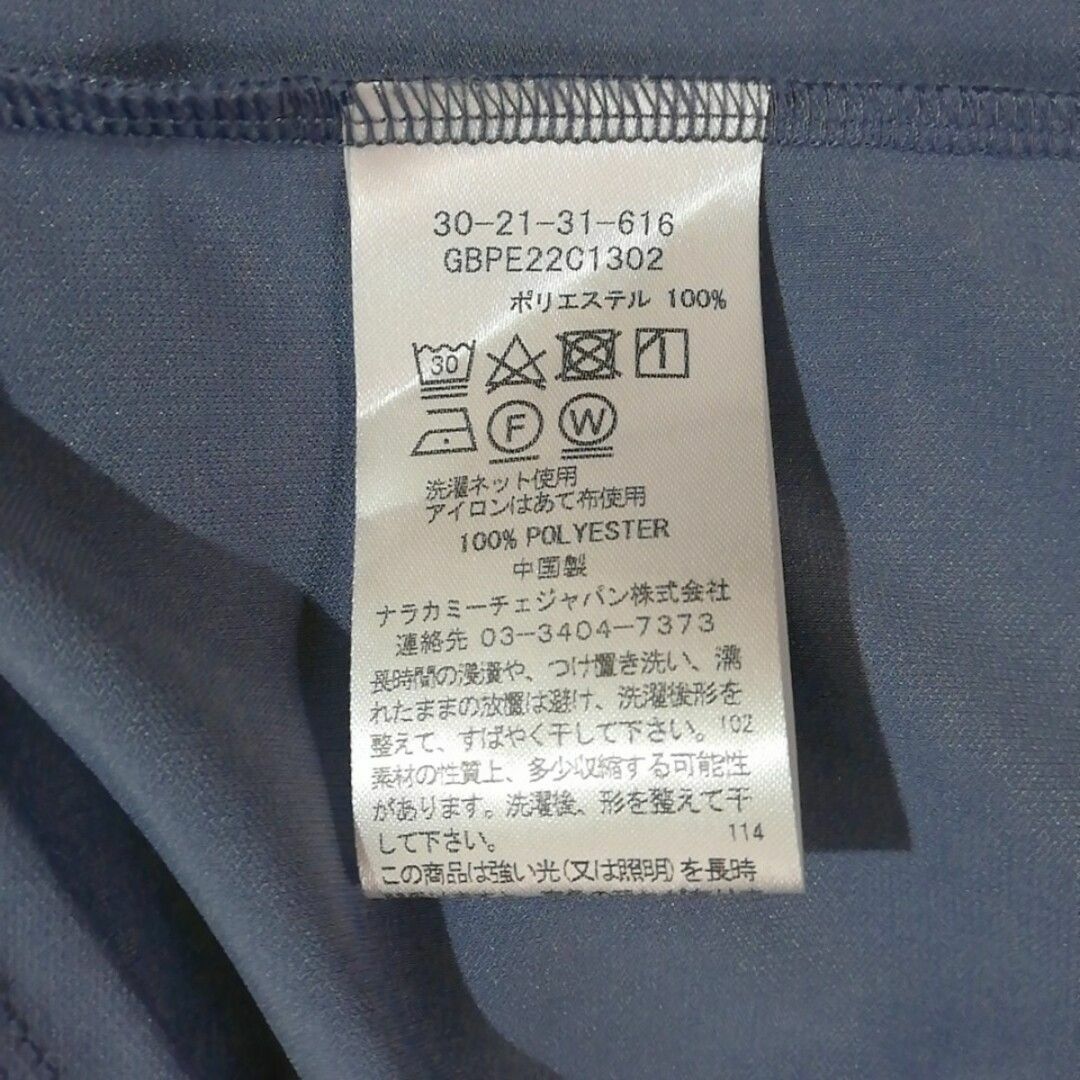 30-21-31-616
GBPE22C1302
ポリエステル 100%
30
F W
洗濯ネット使用
アイロンはあて布使用
100% POLYESTER
中国製
ナラカミーチェジャパン株式会社
連絡先 03-3404-7373
長時間の浸漬や、つけ置き洗い、濡
れたままの放置は避け、洗濯後形を
整えて、すばやく干して下さい。102
素材の性質上、多少収縮する可能性
があります。洗濯後、形を整えて干
して下さい。 114
この商品は強い光(又は照明)を長時